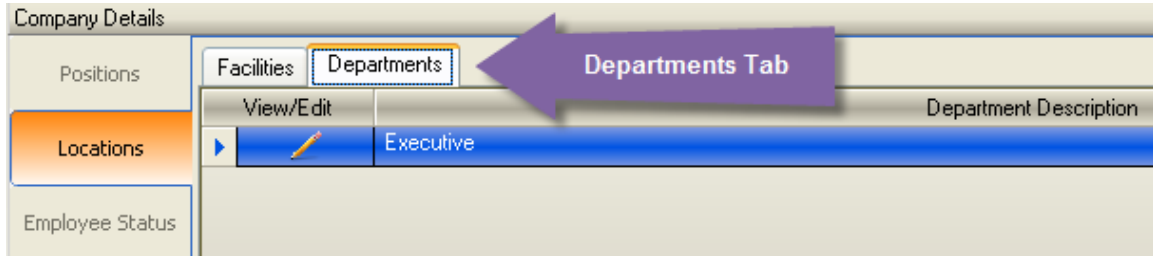 Company Details
Positions
Locations
Employee Status
Facilities Departments
Departments Tab
View/Edit Department Description
Executive